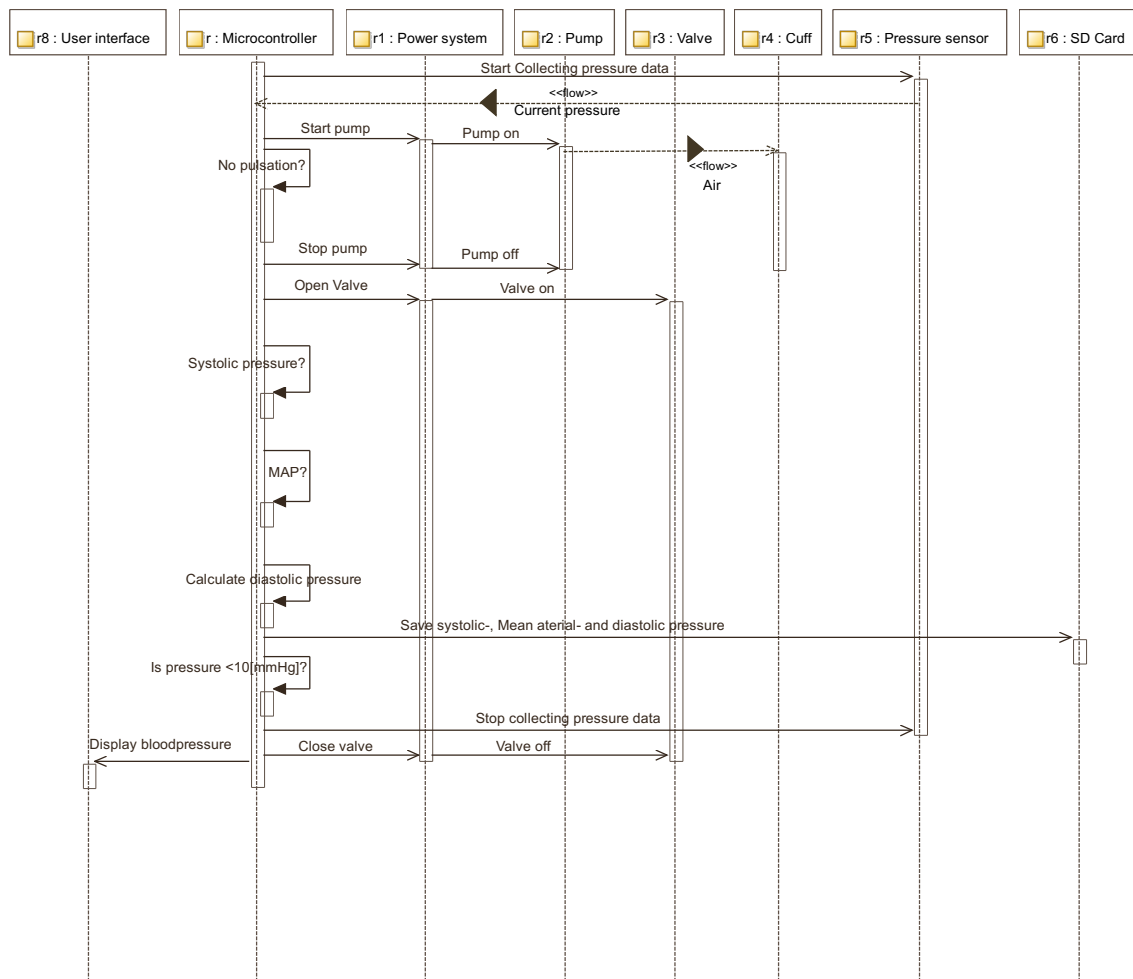 r8 : User interface
r : Microcontroller
r1 : Power system
r2 : Pump
r3 : Valve
r4 : Cuff
r5 : Pressure sensor
r6 : SD Card
Start Collecting pressure data
<<flow>>
Current pressure
Start pump
Pump on
No pulsation?
<<flow>>
Air
Stop pump
Pump off
Open Valve
Valve on
Systolic pressure?
MAP?
Calculate diastolic pressure
Save systolic-, Mean aterial- and diastolic pressure
Is pressure <10[mmHg]?
Stop collecting pressure data
Display bloodpressure
Close valve
Valve off